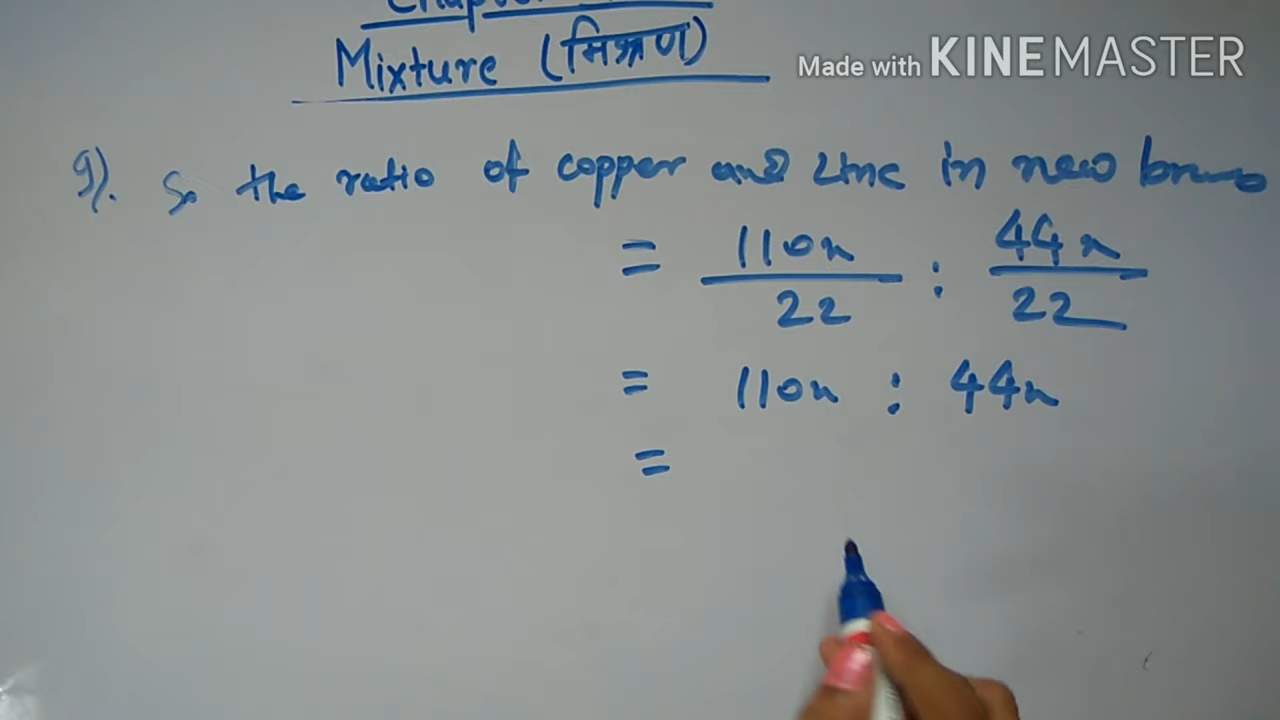 Chapter
Mixture (मिश्रण)
Made with KINEMASTER
9). So the ratio of copper and zinc in new brass
= 110x/22 : 44x/22
= 110x : 44x
=